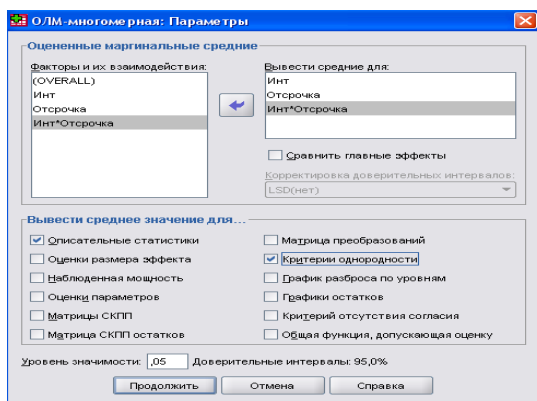 ОЛМ-многомерная: Параметры
Оцененные маргинальные средние
Факторы и их взаимодействия:
(OVERALL)
Инт
Отсрочка
Инт*Отсрочка
Вывести средние для:
Инт
Отсрочка
Инт*Отсрочка
Сравнить главные эффекты
Корректировка доверительных интервалов:
LSD(нет)
Вывести среднее значение для...
Описательные статистики
Оценки размера эффекта
Наблюденная мощность
Оценки параметров
Матрицы СКПП
Матрица СКПП остатков
Матрица преобразований
Критерии однородности
График разброса по уровням
Графики остатков
Критерий отсутствия согласия
Общая функция, допускающая оценку
Уровень значимости: ,05 Доверительные интервалы: 95,0%
Продолжить Отмена Справка